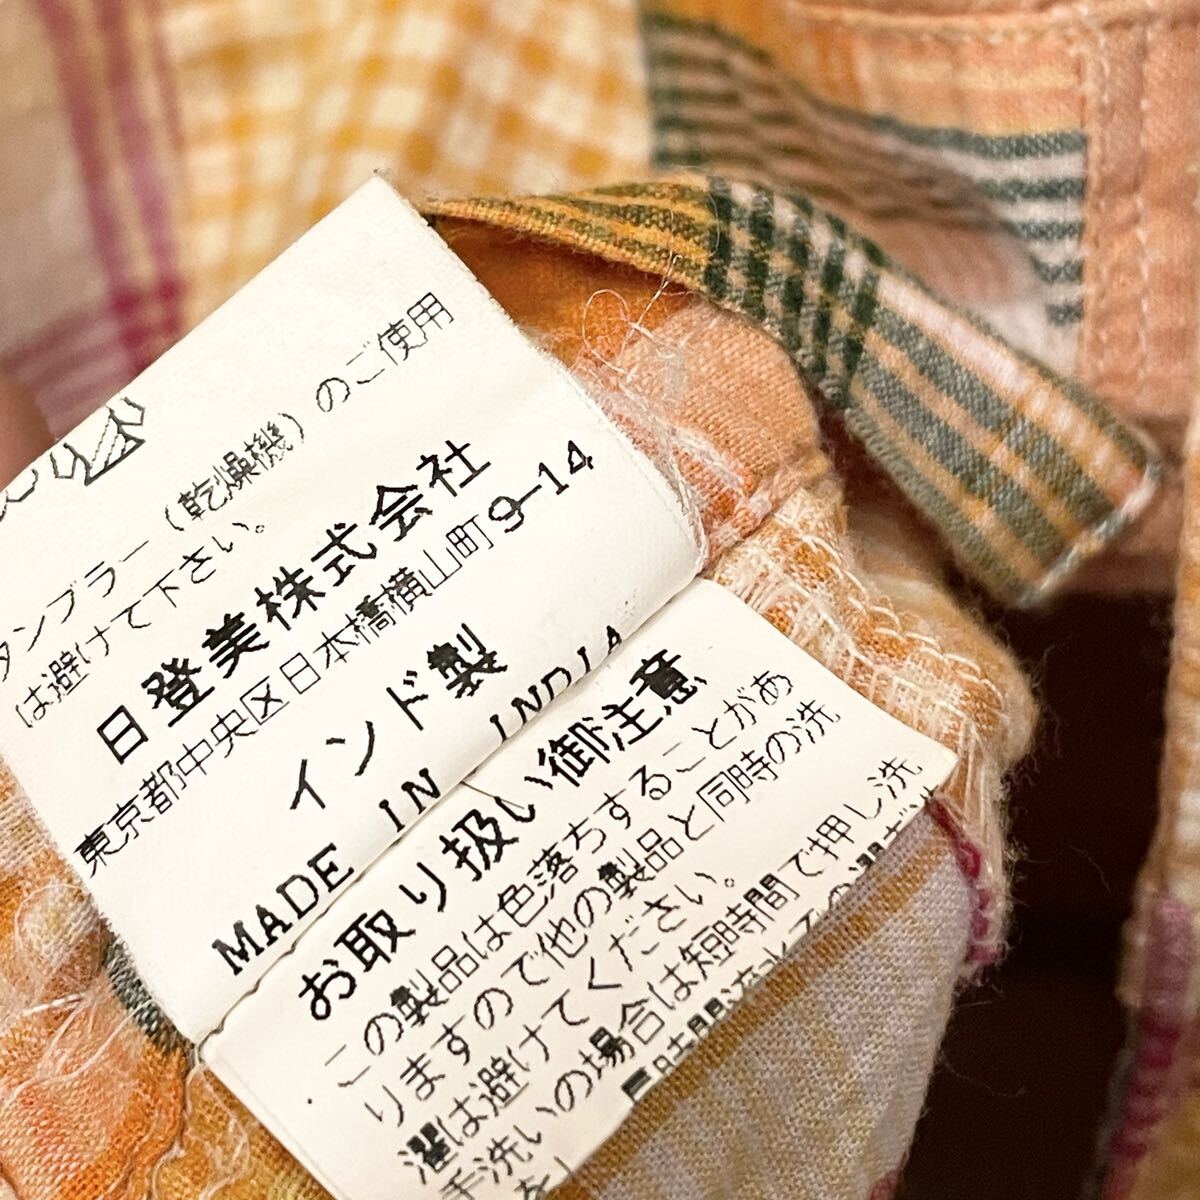 タンブラー（乾燥機）のご使用
は避けて下さい。
日登美株式会社
東京都中央区日本橋横山町9-14
インド製
MADE IN INDIA
お取り扱い御注意
この製品は色落ちすることがあ
りますので他の製品と同時の洗
濯は避けてください。
手洗いの場合は短時間で押し洗
を